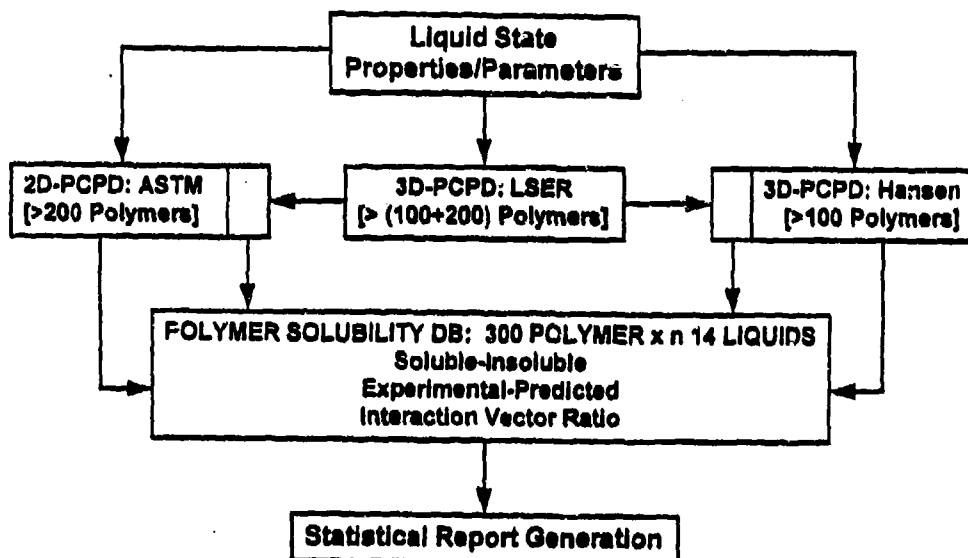 Liquid State
Properties/Parameters
2D-PCPD: ASTM
[>200 Polymers]
3D-PCPD: LSER
[> (100+200) Polymers]
3D-PCPD: Hansen
[>100 Polymers]
POLYMER SOLUBILITY DB: 300 POLYMER x n 14 LIQUIDS
Soluble-Insoluble
Experimental-Predicted
Interaction Vector Ratio
Statistical Report Generation